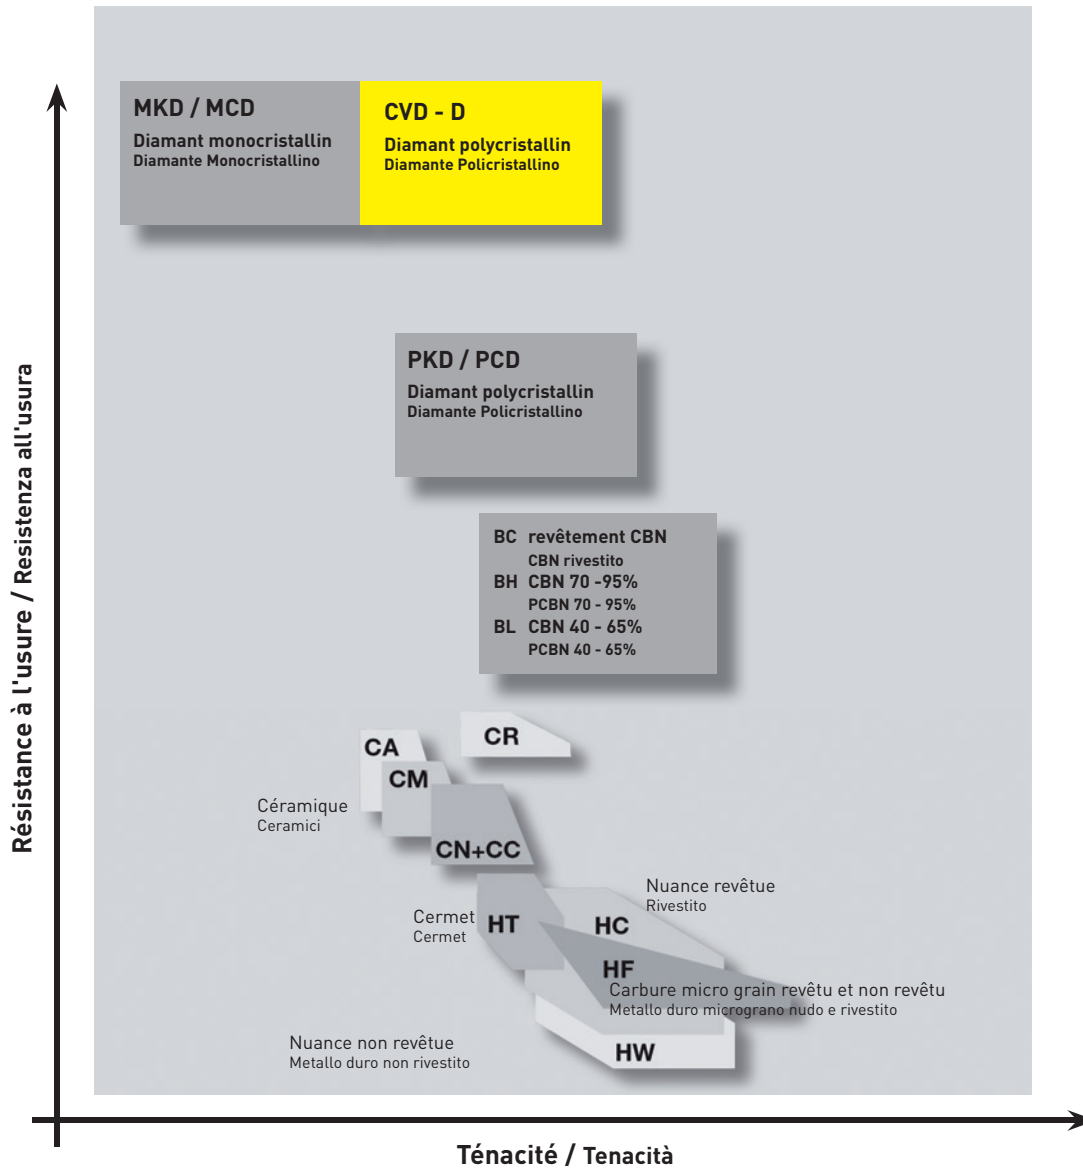 MKD / MCD
Diamant monocristallin
Diamante Monocristallino
CVD - D
Diamant polycristallin
Diamante Policristallino
PKD / PCD
Diamant polycristallin
Diamante Policristallino
BC revêtement CBN
CBN rivestito
BH CBN 70 -95%
PCBN 70 - 95%
BL CBN 40 - 65%
PCBN 40 - 65%
CR
CA
CM
Céramique
Ceramici
CN+CC
Nuance revêtue
Rivestito
Cermet
Cermet
HT
HC
HF
Carbure micro grain revêtu et non revêtu
Metallo duro micrograno nudo e rivestito
Nuance non revêtue
Metallo duro non rivestito
HW
Résistance à l'usure / Resistenza all'usura
Ténacité / Tenacità